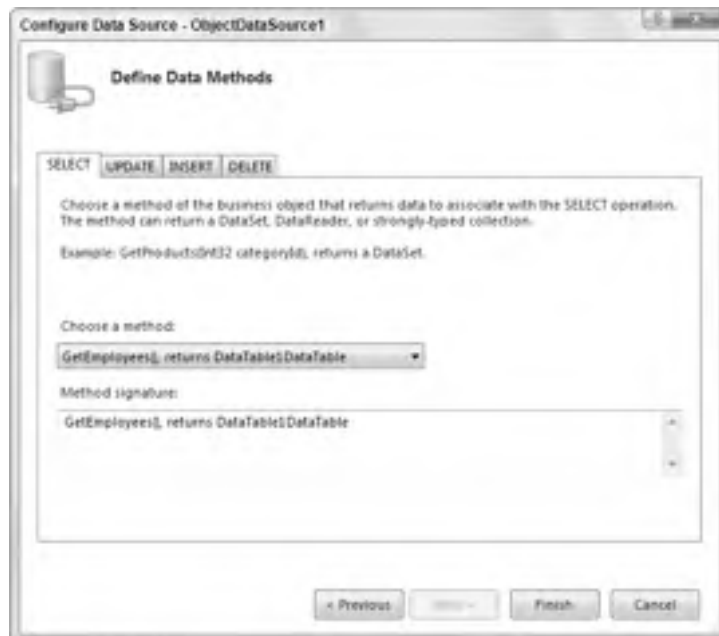 Configure Data Source - ObjectDataSource1
Define Data Methods
SELECT UPDATE INSERT DELETE
Choose a method of the business object that returns data to associate with the SELECT operation.
The method can return a DataSet, DataReader, or strongly-typed collection.
Example: GetProducts(Int32 categoryId), returns a DataSet.
Choose a method:
GetEmployees(), returns DataTable1DataTable
Method signature:
GetEmployees(), returns DataTable1DataTable
< Previous
Finish
Cancel